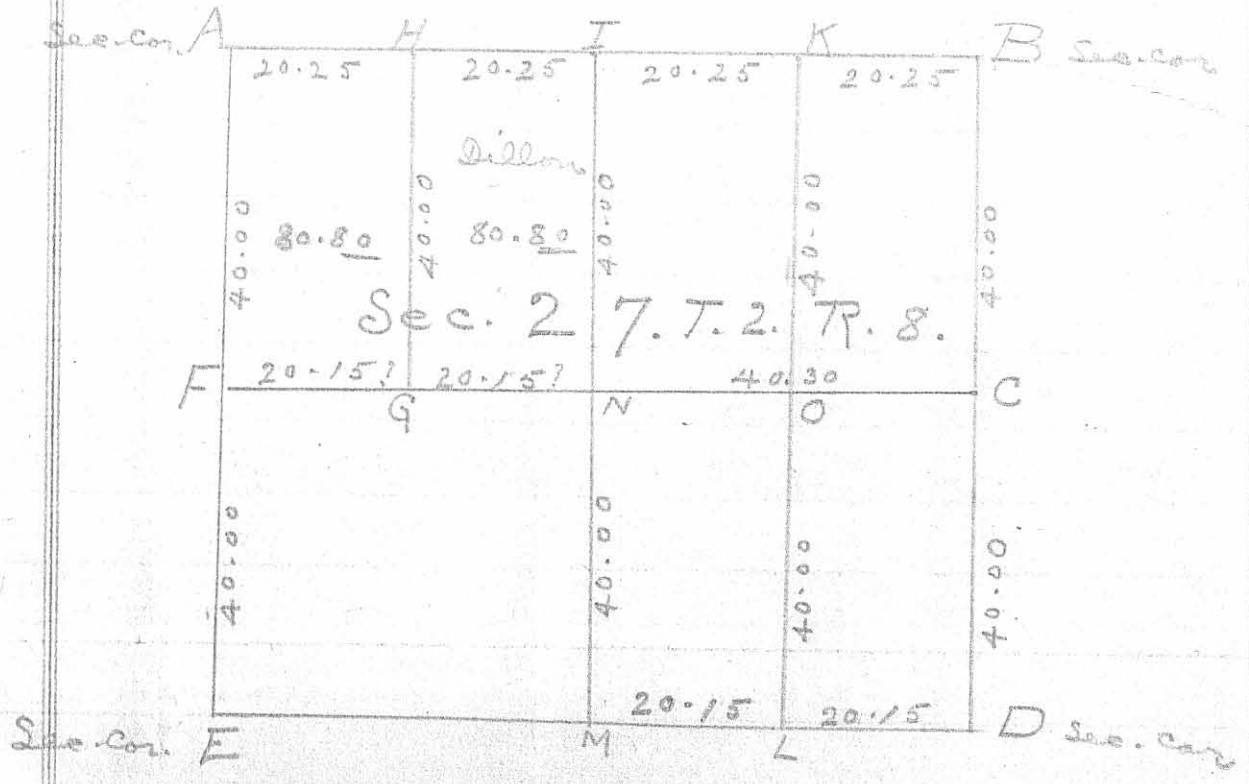 Sec. Cor. A H I K B Sec. Cor
20.25 20.25 20.25 20.25
Dillon
40.00 40.00 40.00 40.00 40.00
80.80 80.80
Sec. 27. T. 2. R. 8.
F 20.15? 20.15? 40.30 C
G N O
40.00 40.00 40.00 40.00
20.15 20.15
Sec. Cor. E M L D Sec. Cor